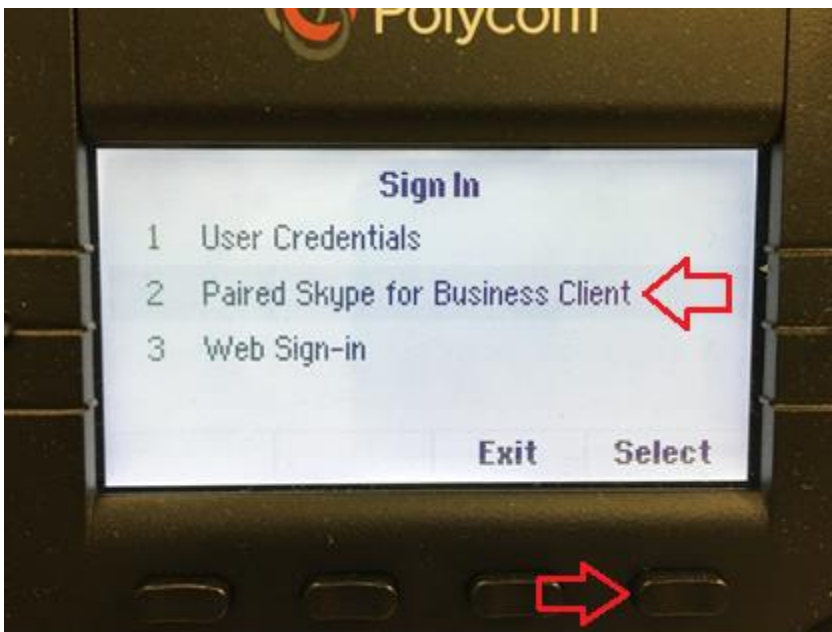 Polycom
Sign In
1 User Credentials
2 Paired Skype for Business Client
3 Web Sign-in
Exit Select